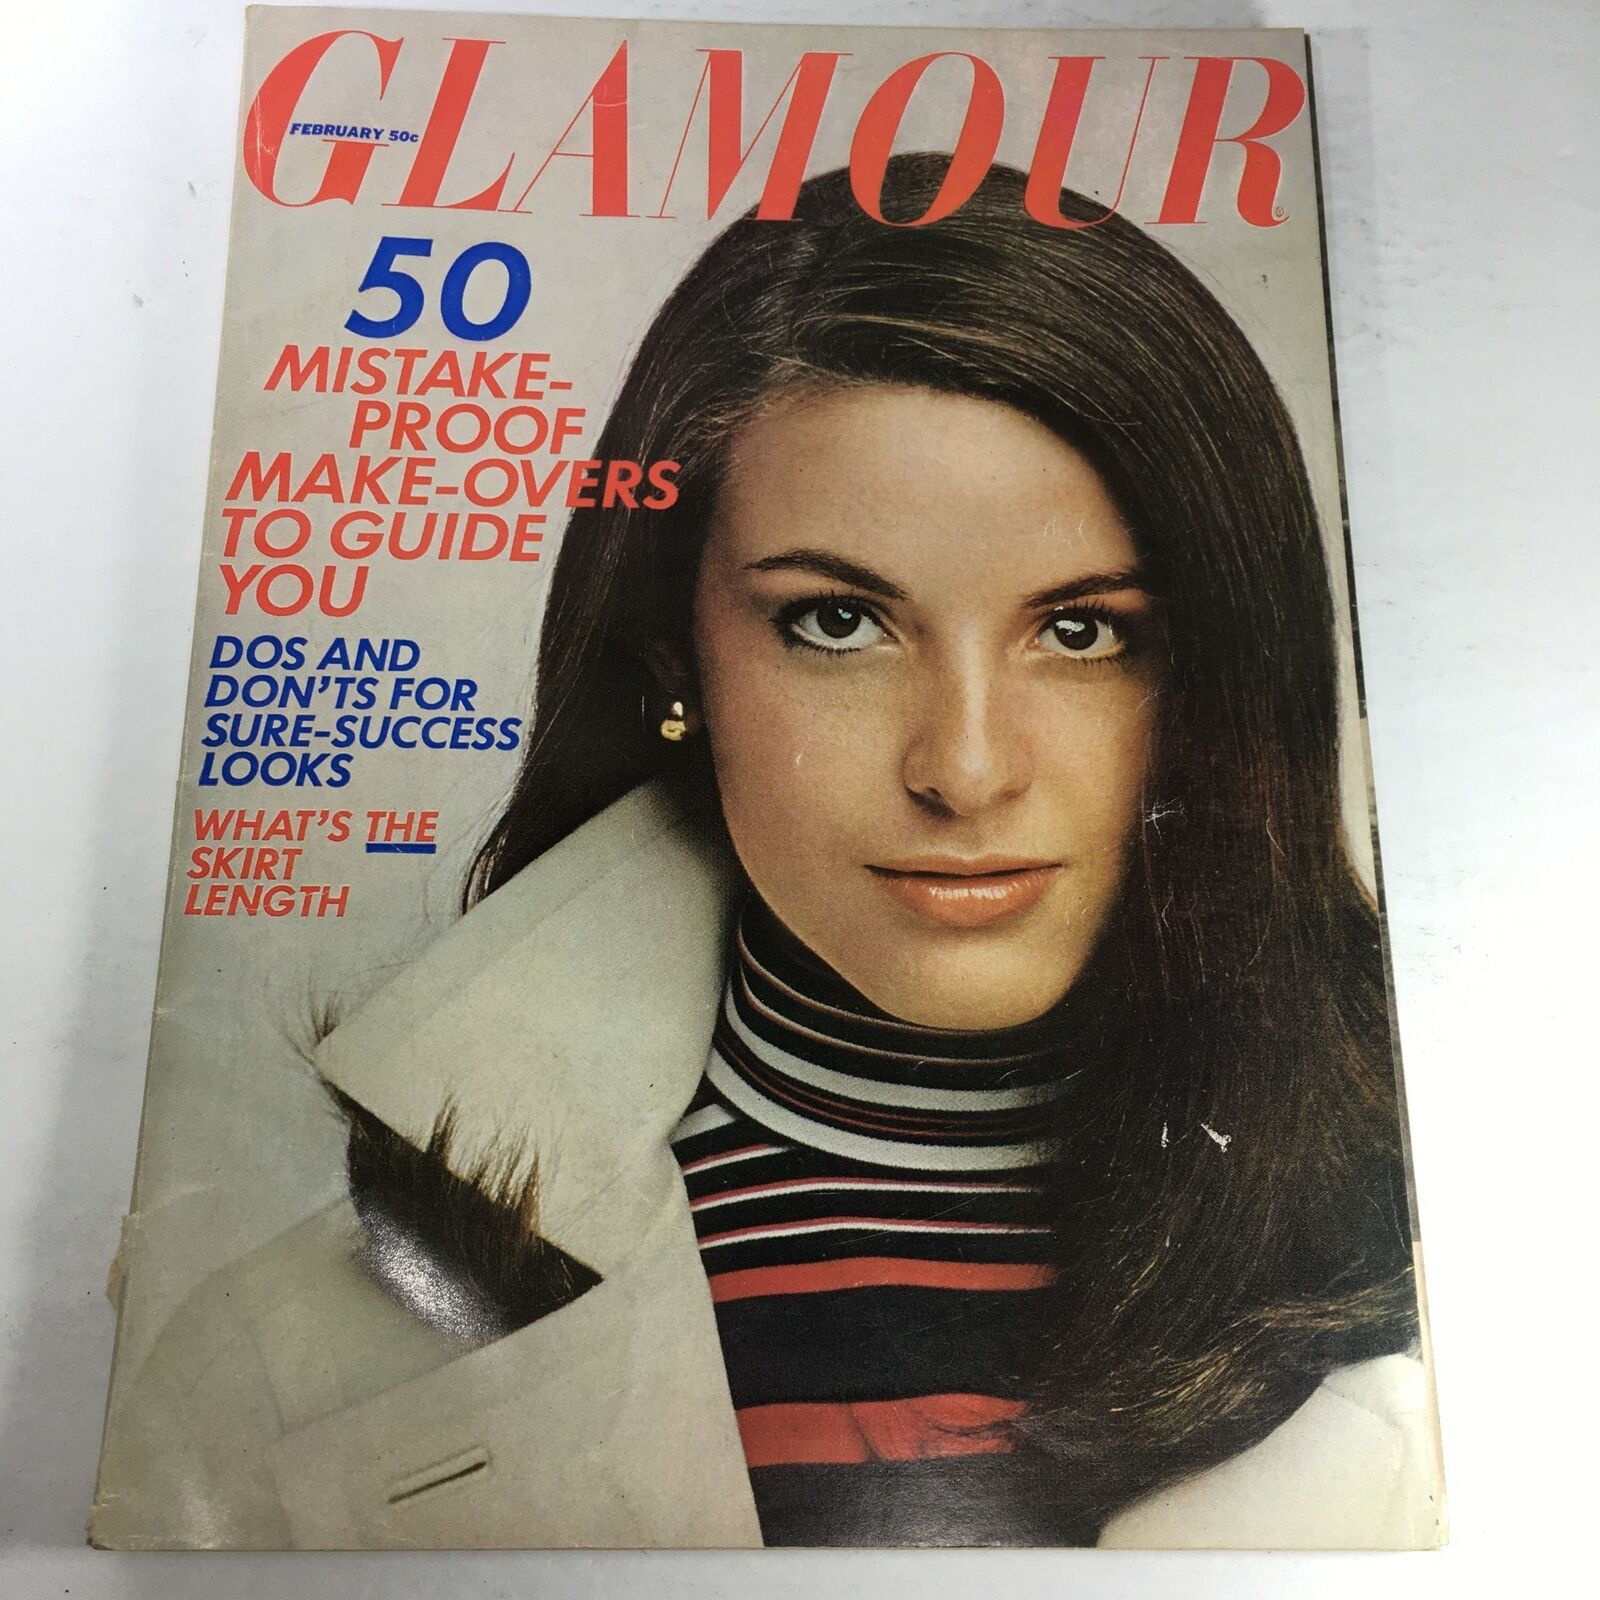 GLAMOUR
FEBRUARY 50c
50
MISTAKE-
PROOF
MAKE-OVERS
TO GUIDE
YOU
DOS AND
DON'TS FOR
SURE-SUCCESS
LOOKS
WHAT'S THE
SKIRT
LENGTH